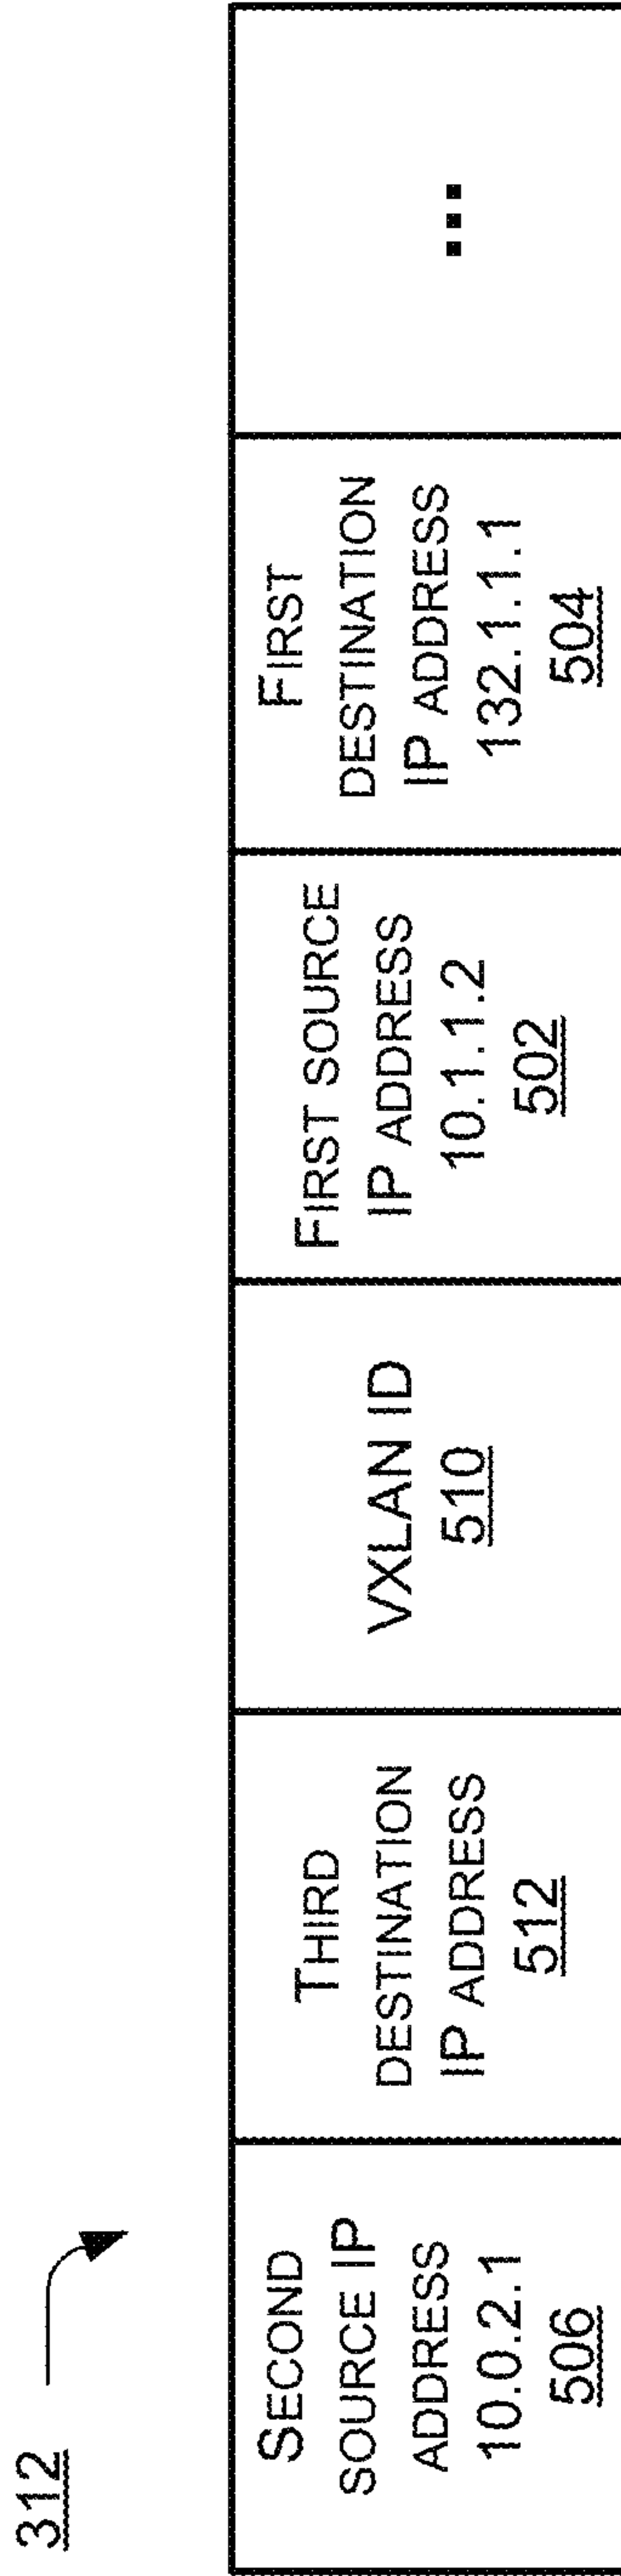 312
SECOND
SOURCE IP
ADDRESS
10.0.2.1
506
THIRD
DESTINATION
IP ADDRESS
512
VXLAN ID
510
FIRST SOURCE
IP ADDRESS
10.1.1.2
502
FIRST
DESTINATION
IP ADDRESS
132.1.1.1
504
...